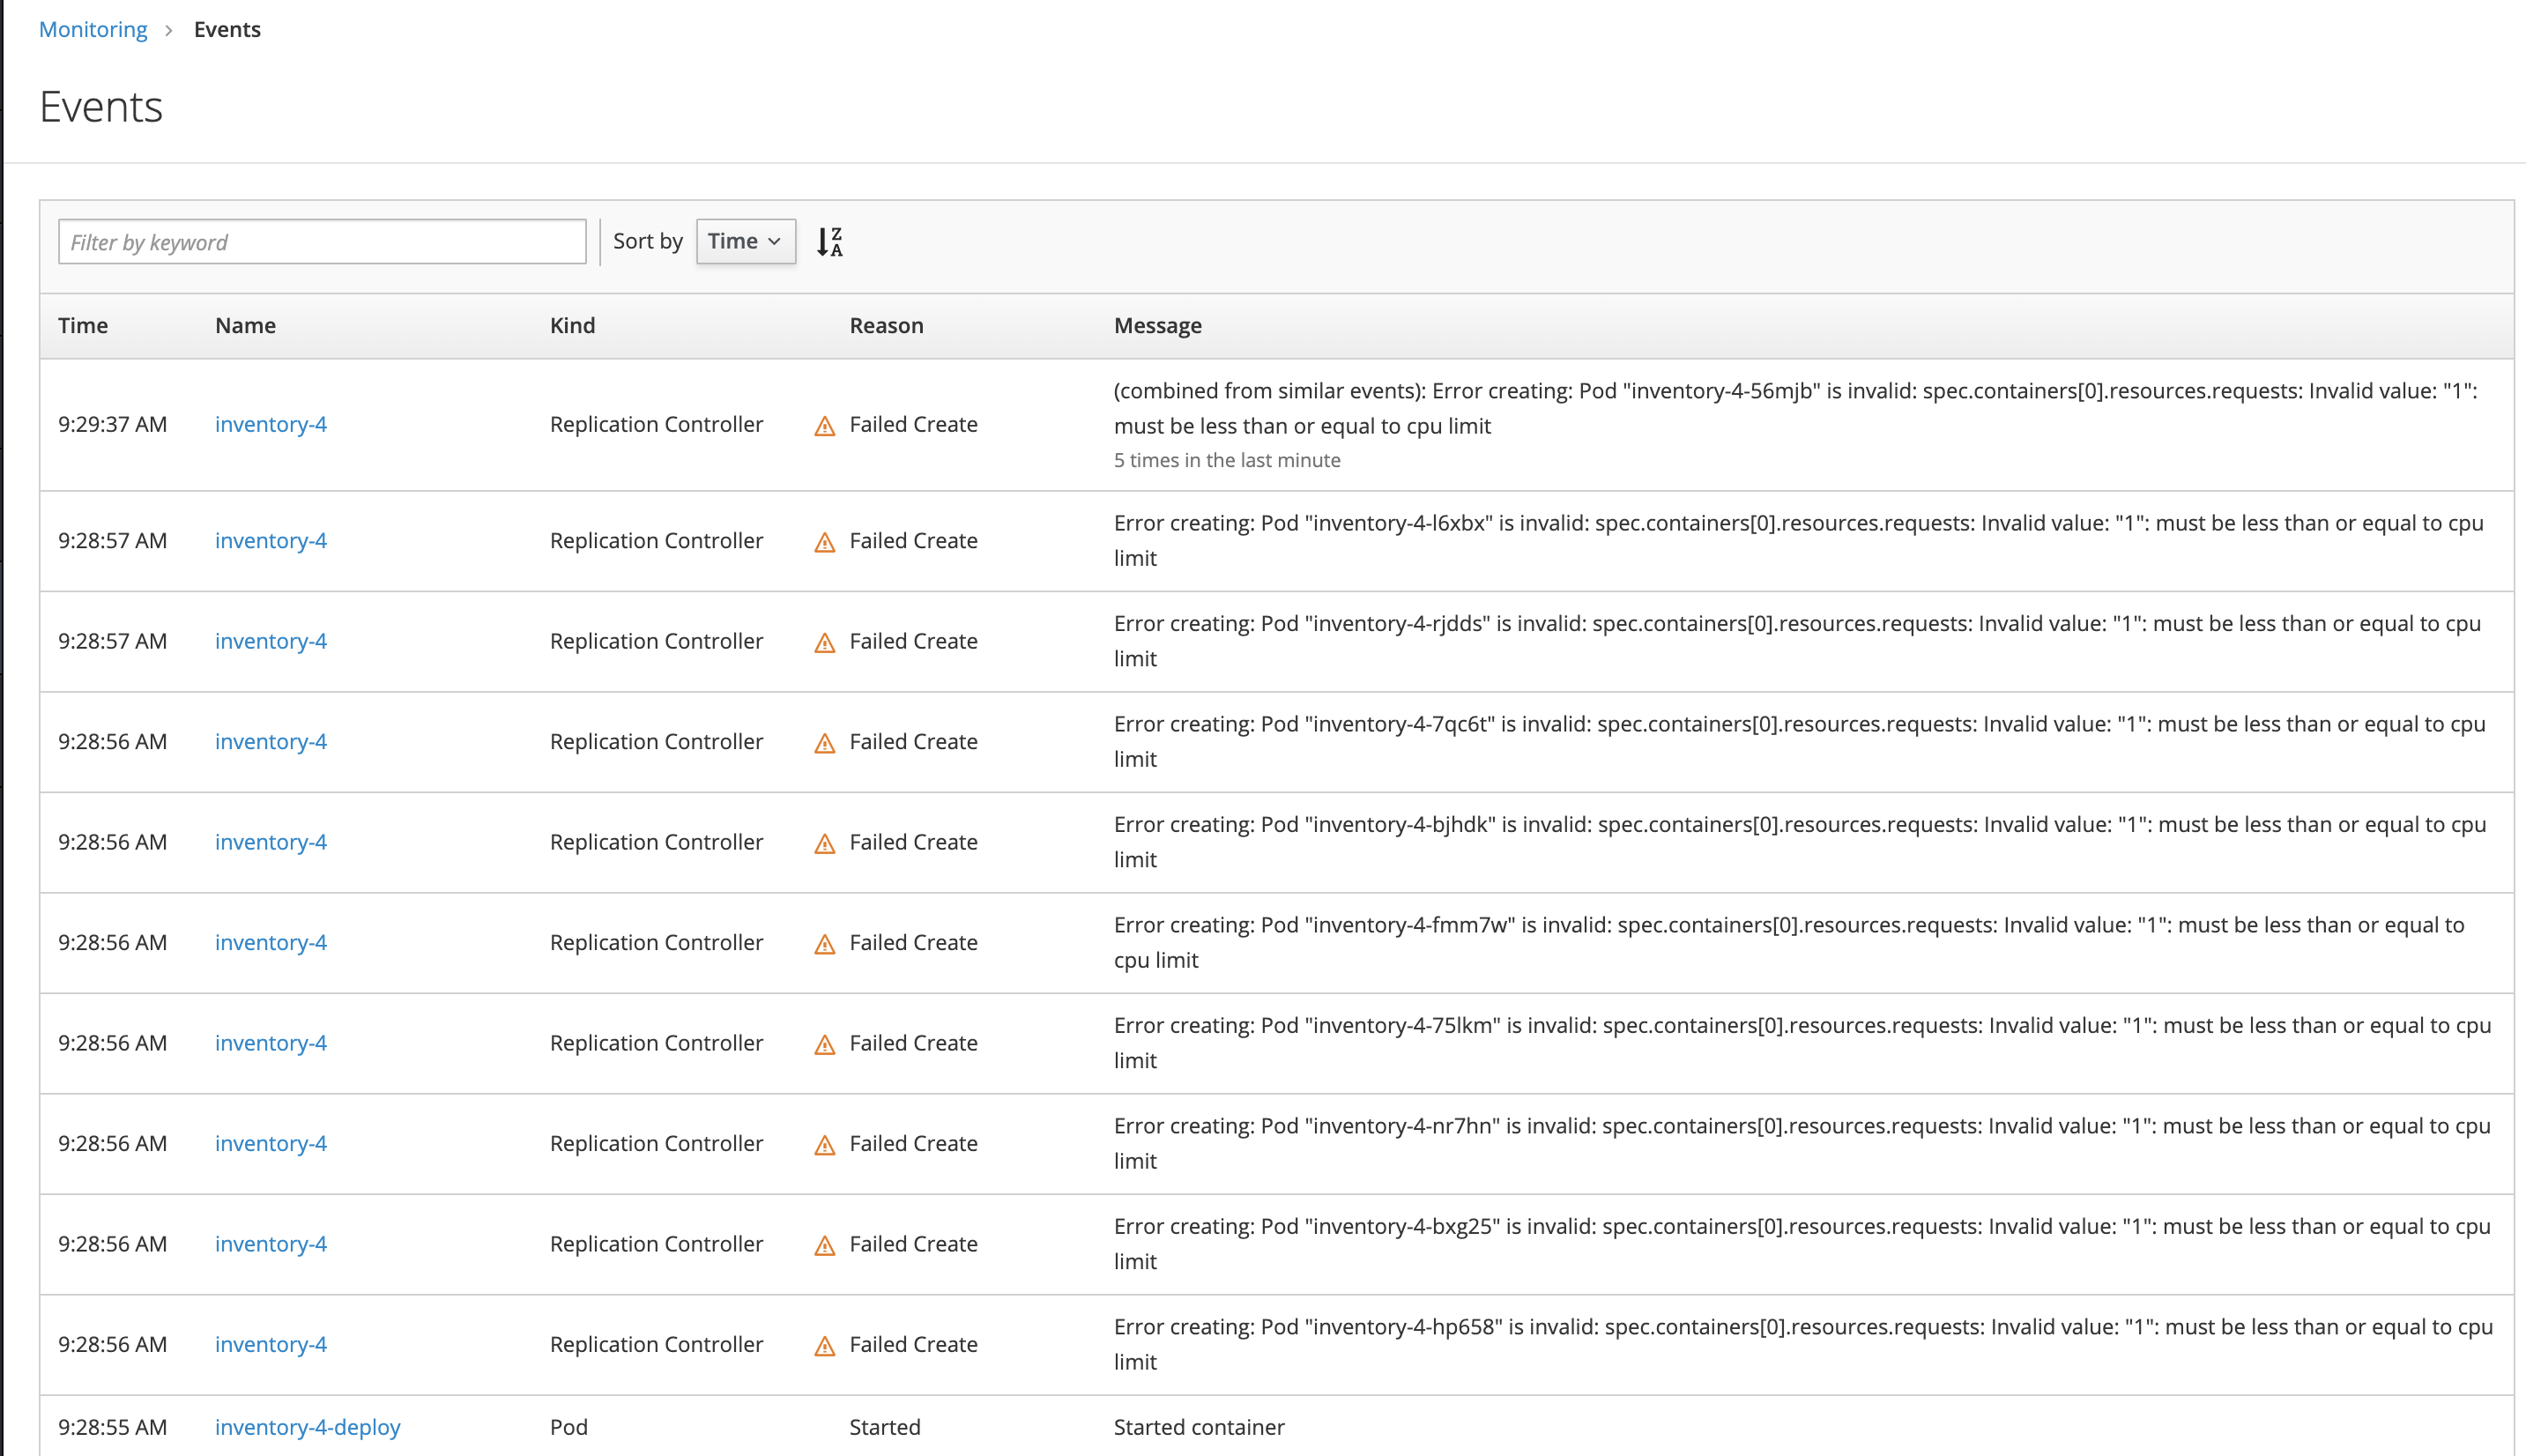 Monitoring > Events
Events
Filter by keyword
Sort by Time
Z
A
Time Name Kind Reason Message
9:29:37 AM inventory-4 Replication Controller Failed Create (combined from similar events): Error creating: Pod "inventory-4-56mjb" is invalid: spec.containers[0].resources.requests: Invalid value: "1":
must be less than or equal to cpu limit
5 times in the last minute
9:28:57 AM inventory-4 Replication Controller Failed Create Error creating: Pod "inventory-4-l6xbx" is invalid: spec.containers[0].resources.requests: Invalid value: "1": must be less than or equal to cpu
limit
9:28:57 AM inventory-4 Replication Controller Failed Create Error creating: Pod "inventory-4-rjdds" is invalid: spec.containers[0].resources.requests: Invalid value: "1": must be less than or equal to cpu
limit
9:28:56 AM inventory-4 Replication Controller Failed Create Error creating: Pod "inventory-4-7qc6t" is invalid: spec.containers[0].resources.requests: Invalid value: "1": must be less than or equal to cpu
limit
9:28:56 AM inventory-4 Replication Controller Failed Create Error creating: Pod "inventory-4-bjhdk" is invalid: spec.containers[0].resources.requests: Invalid value: "1": must be less than or equal to cpu
limit
9:28:56 AM inventory-4 Replication Controller Failed Create Error creating: Pod "inventory-4-fmm7w" is invalid: spec.containers[0].resources.requests: Invalid value: "1": must be less than or equal to
cpu limit
9:28:56 AM inventory-4 Replication Controller Failed Create Error creating: Pod "inventory-4-75lkm" is invalid: spec.containers[0].resources.requests: Invalid value: "1": must be less than or equal to cpu
limit
9:28:56 AM inventory-4 Replication Controller Failed Create Error creating: Pod "inventory-4-nr7hn" is invalid: spec.containers[0].resources.requests: Invalid value: "1": must be less than or equal to cpu
limit
9:28:56 AM inventory-4 Replication Controller Failed Create Error creating: Pod "inventory-4-bxg25" is invalid: spec.containers[0].resources.requests: Invalid value: "1": must be less than or equal to cpu
limit
9:28:56 AM inventory-4 Replication Controller Failed Create Error creating: Pod "inventory-4-hp658" is invalid: spec.containers[0].resources.requests: Invalid value: "1": must be less than or equal to cpu
limit
9:28:55 AM inventory-4-deploy Pod Started Started container